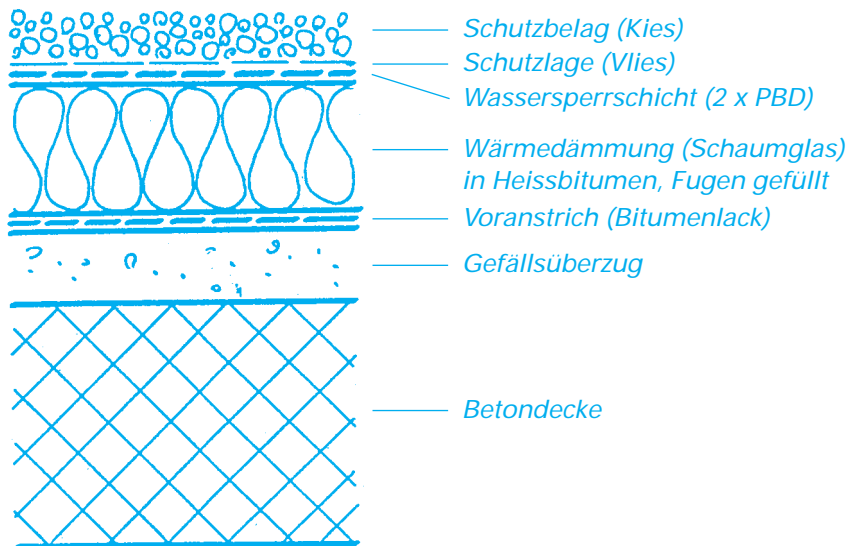 Schutzbelag (Kies)
Schutzlage (Vlies)
Wassersperrschicht (2 x PBD)
Wärmedämmung (Schaumglas)
in Heissbitumen, Fugen gefüllt
Voranstrich (Bitumenlack)
Gefällsüberzug
Betondecke